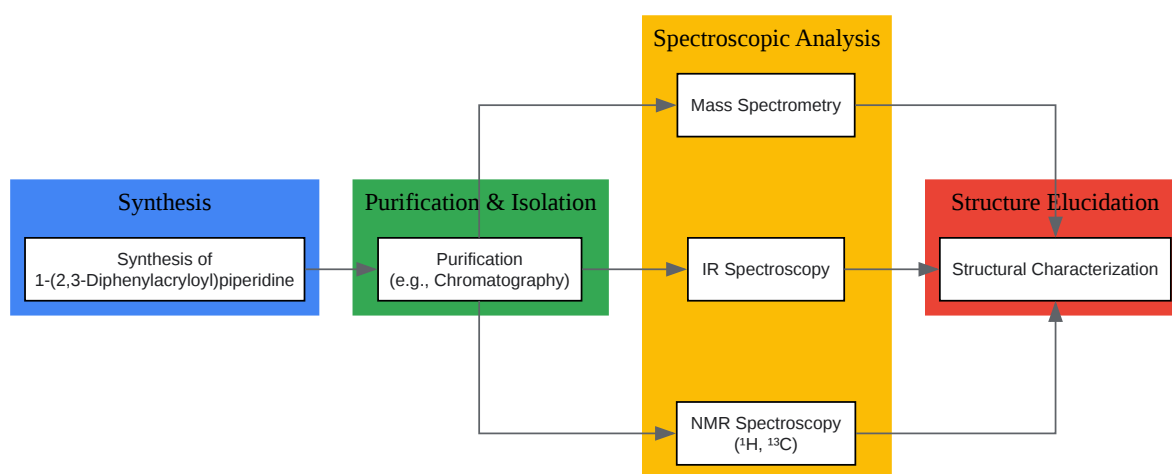 Synthesis
Synthesis of
1-(2,3-Diphenylacryloyl)piperidine
Purification & Isolation
Purification
(e.g., Chromatography)
Spectroscopic Analysis
Mass Spectrometry
IR Spectroscopy
NMR Spectroscopy
(¹H, ¹³C)
Structure Elucidation
Structural Characterization